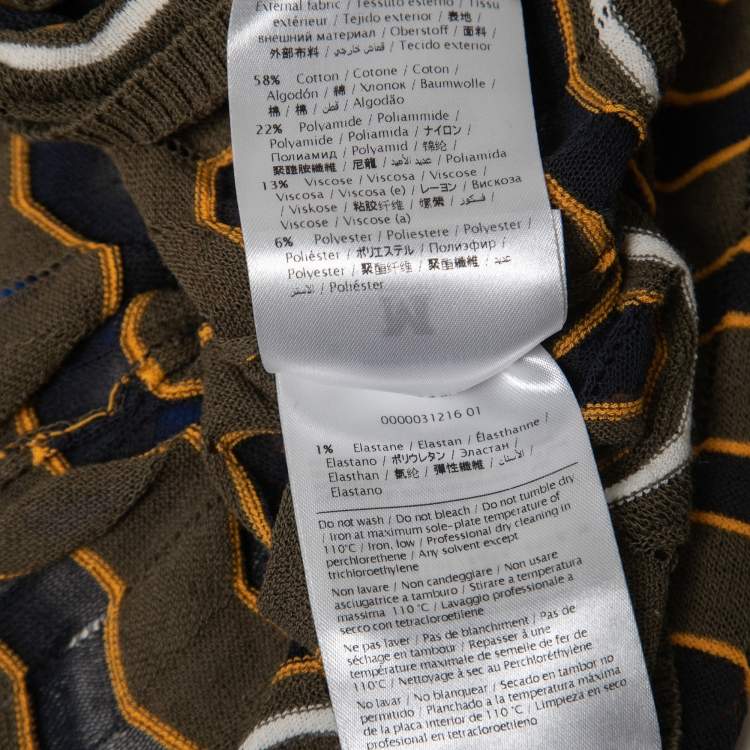 External fabric / Tessuto esterno / Tissu
extérieur / Tejido exterior / 表地 /
внешний материал / Oberstoff / 面料 /
外部布料 / قماش خارجي / Tecido exterior
58% Cotton / Cotone / Coton /
Algodón / 綿 / Хлопок / Baumwolle /
棉 / 棉 / قطن / Algodão
22% Polyamide / Poliammide /
Polyamide / Poliamida / ナイロン /
Полиамид / Polyamid / 锦纶 /
聚醯胺纖維 / 尼龍 / عديد الأميد / Poliamida
13% Viscose / Viscosa / Viscose /
Viscosa / Viscosa (e) / レーヨン / Вискоза
/ Viskose / 粘胶纤维 / 嫘縈 / فسكوز /
Viscose / Viscose (a)
6% Polyester / Poliestere / Polyester /
Poliéster / ポリエステル / Полиэфир /
Polyester / 聚酯纤维 / 聚酯纖維 / عديد
الأستر / Poliéster
M
0000031216 01
1% Elastane / Elastan / Élasthanne /
Elastano / ポリウレタン / Эластан /
Elasthan / 氨纶 / 彈性纖維 / الأستان /
Elastano
Do not wash / Do not bleach / Do not tumble dry
/ Iron at maximum sole-plate temperature of
110°C / Iron, low / Professional dry cleaning in
perchlorethene / Any solvent except
trichloroethylene
Non lavare / Non candeggiare / Non usare
asciugatrice a tamburo / Stirare a temperatura
massima 110 °C / Lavaggio professionale a
secco con tetracloroetilene
Ne pas laver / Pas de blanchiment / Pas de
séchage en tambour / Repasser à une
température maximale de semelle de fer de
110°C / Nettoyage à sec au Perchloréthylène
No lavar / No blanquear / Secado en tambor no
permitido / Planchado a la temperatura máxima
de la placa interior de 110°C / Limpieza en seco
profesional en tetracloroetileno